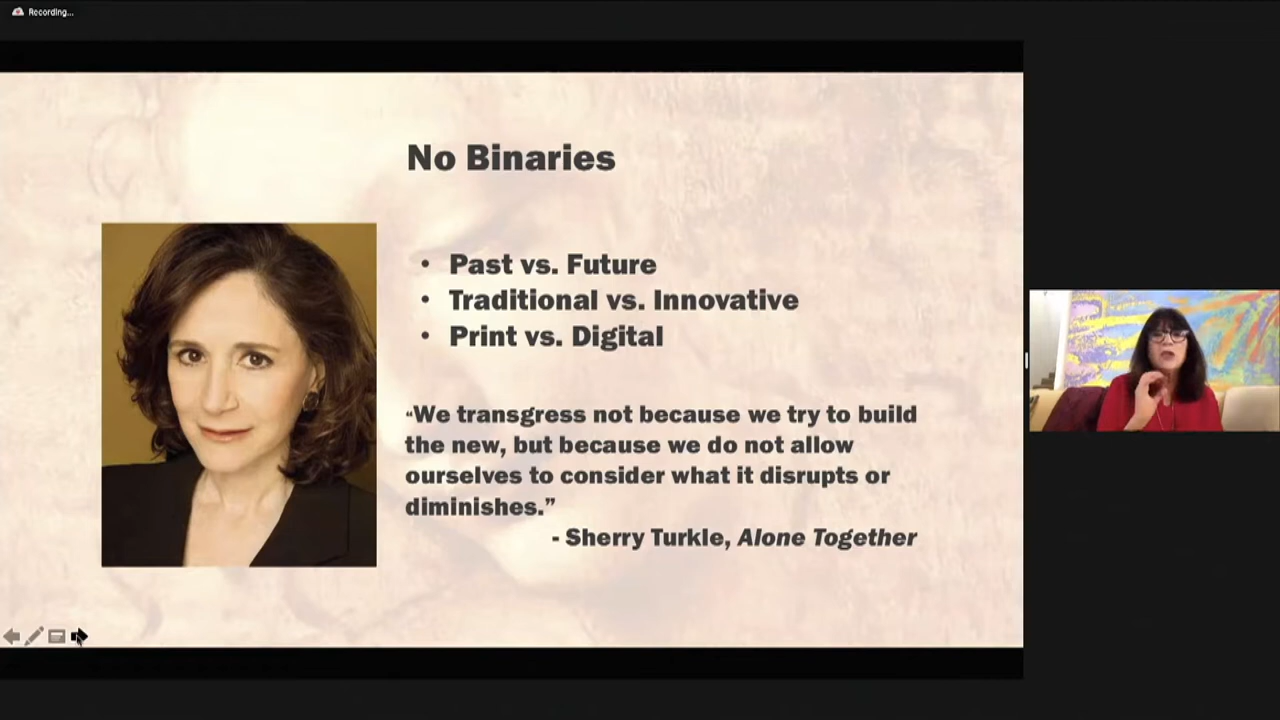 Recording...
No Binaries
• Past vs. Future
• Traditional vs. Innovative
• Print vs. Digital
“We transgress not because we try to build
the new, but because we do not allow
ourselves to consider what it disrupts or
diminishes.”
- Sherry Turkle, Alone Together